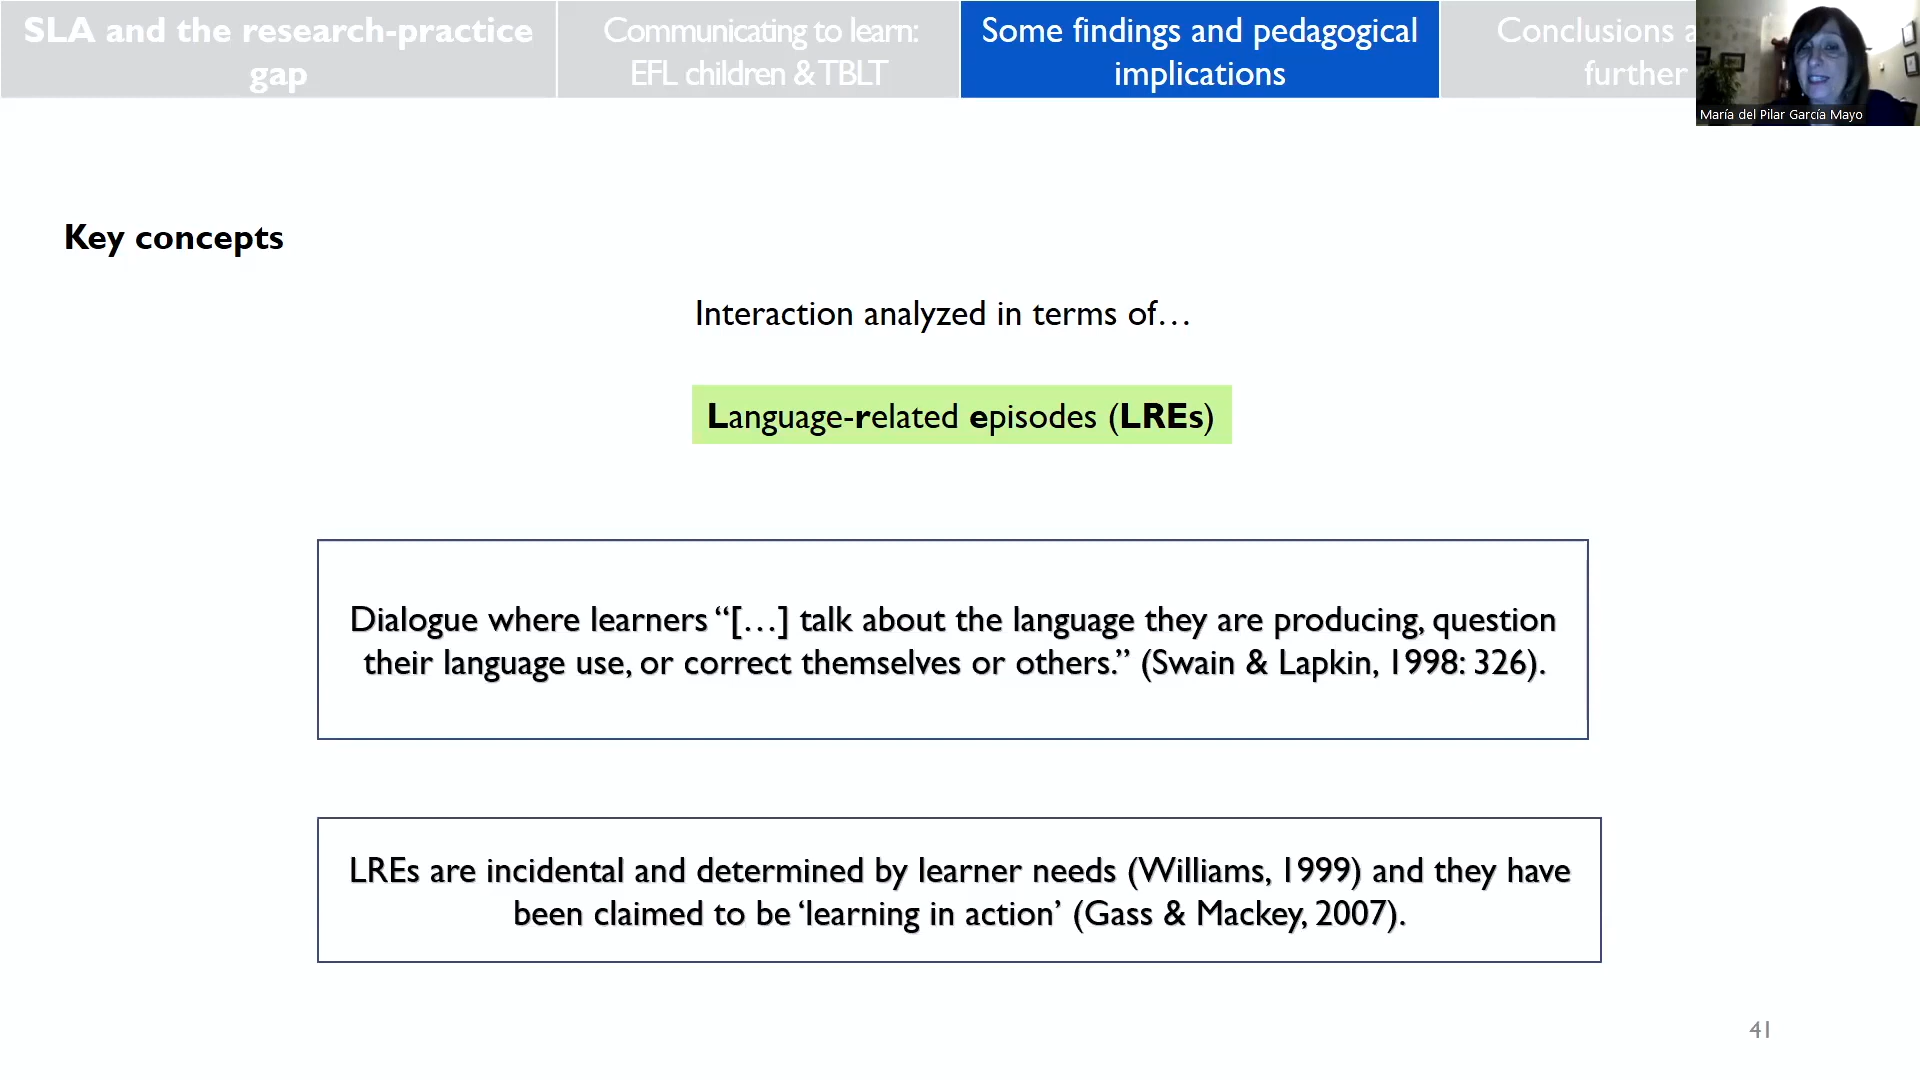 SLA and the research-practice
gap
Communicating to learn:
EFL children & TBLT
Some findings and pedagogical
implications
Conclusions
further
María del Pilar García Mayo
Key concepts
Interaction analyzed in terms of…
Language-related episodes (LREs)
Dialogue where learners “[…] talk about the language they are producing, question
their language use, or correct themselves or others.” (Swain & Lapkin, 1998: 326).
LREs are incidental and determined by learner needs (Williams, 1999) and they have
been claimed to be ‘learning in action’ (Gass & Mackey, 2007).
41